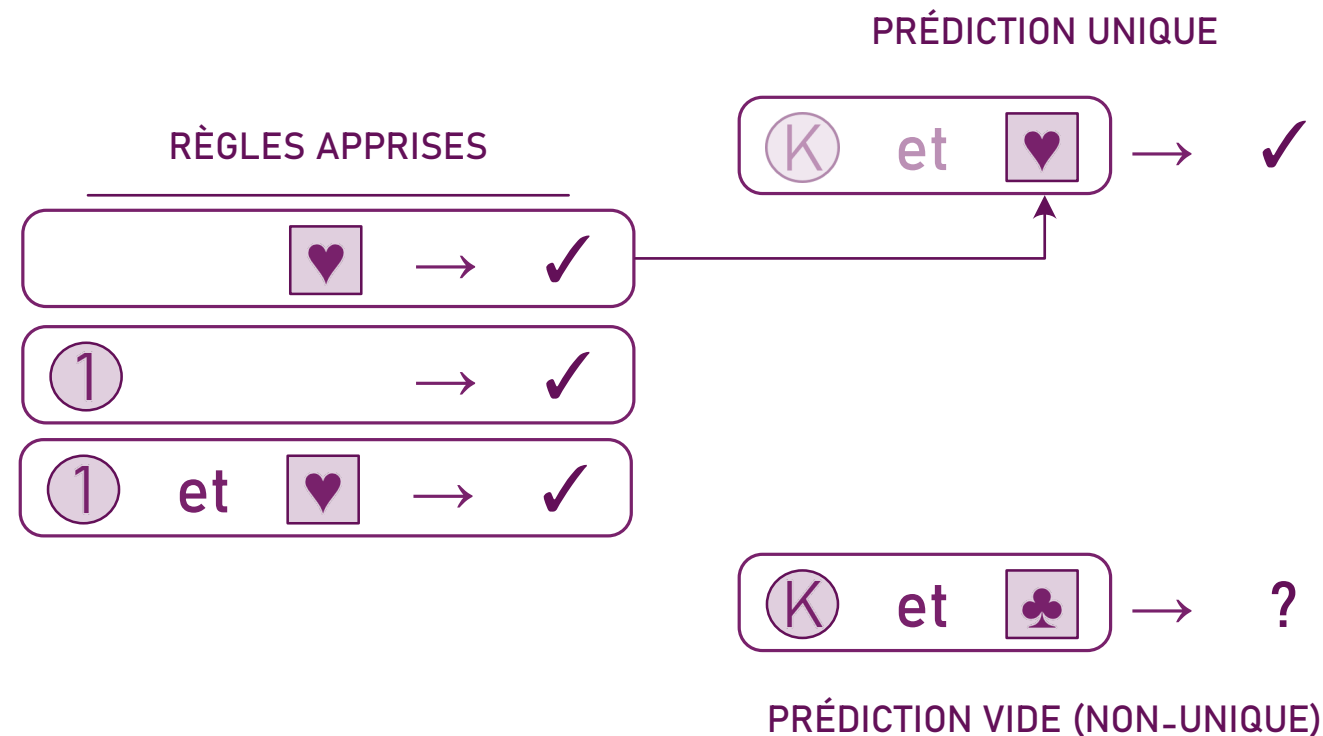 PRÉDICTION UNIQUE
K et ♥ → ✓
RÈGLES APPRISES
♥ → ✓
1 → ✓
1 et ♥ → ✓
K et ♣ → ?
PRÉDICTION VIDE (NON-UNIQUE)